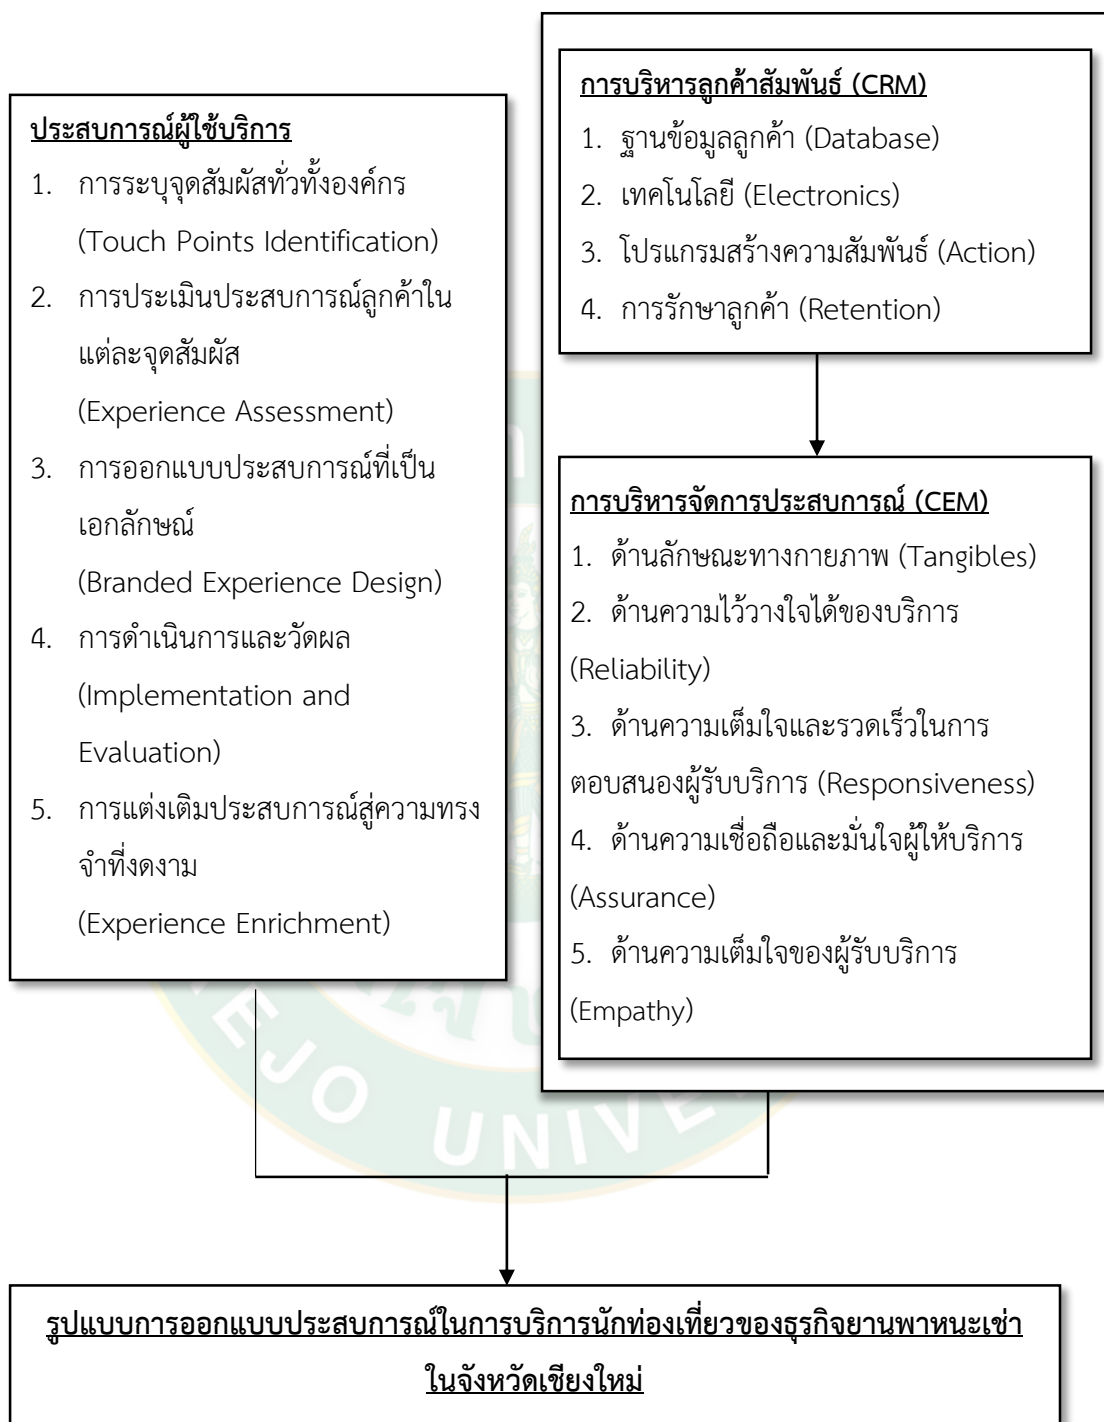 ประสบการณ์ผู้ใช้บริการ
1. การระบุจุดสัมผัสทั่วทั้งองค์กร
(Touch Points Identification)
2. การประเมินประสบการณ์ลูกค้าใน
แต่ละจุดสัมผัส
(Experience Assessment)
3. การออกแบบประสบการณ์ที่เป็น
เอกลักษณ์
(Branded Experience Design)
4. การดำเนินการและวัดผล
(Implementation and
Evaluation)
5. การแต่งเติมประสบการณ์สู่ความทรง
จำที่งดงาม
(Experience Enrichment)
การบริหารลูกค้าสัมพันธ์ (CRM)
1. ฐานข้อมูลลูกค้า (Database)
2. เทคโนโลยี (Electronics)
3. โปรแกรมสร้างความสัมพันธ์ (Action)
4. การรักษาลูกค้า (Retention)
การบริหารจัดการประสบการณ์ (CEM)
1. ด้านลักษณะทางกายภาพ (Tangibles)
2. ด้านความไว้วางใจได้ของบริการ
(Reliability)
3. ด้านความเต็มใจและรวดเร็วในการ
ตอบสนองผู้รับบริการ (Responsiveness)
4. ด้านความเชื่อถือและมั่นใจผู้ให้บริการ
(Assurance)
5. ด้านความเต็มใจของผู้รับบริการ
(Empathy)
UNIVE
รูปแบบการออกแบบประสบการณ์ในการบริการนักท่องเที่ยวของธุรกิจยานพาหนะเช่า
ในจังหวัดเชียงใหม่